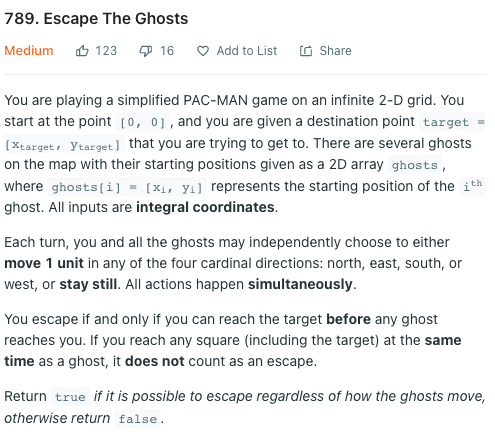 789. Escape The Ghosts
Medium 123 16 Add to List Share
You are playing a simplified PAC-MAN game on an infinite 2-D grid. You
start at the point [0, 0], and you are given a destination point target =
[xtarget, ytarget] that you are trying to get to. There are several ghosts
on the map with their starting positions given as a 2D array ghosts,
where ghosts[i] = [xi, yi] represents the starting position of the ith
ghost. All inputs are integral coordinates.
Each turn, you and all the ghosts may independently choose to either
move 1 unit in any of the four cardinal directions: north, east, south, or
west, or stay still. All actions happen simultaneously.
You escape if and only if you can reach the target before any ghost
reaches you. If you reach any square (including the target) at the same
time as a ghost, it does not count as an escape.
Return true if it is possible to escape regardless of how the ghosts move,
otherwise return false.